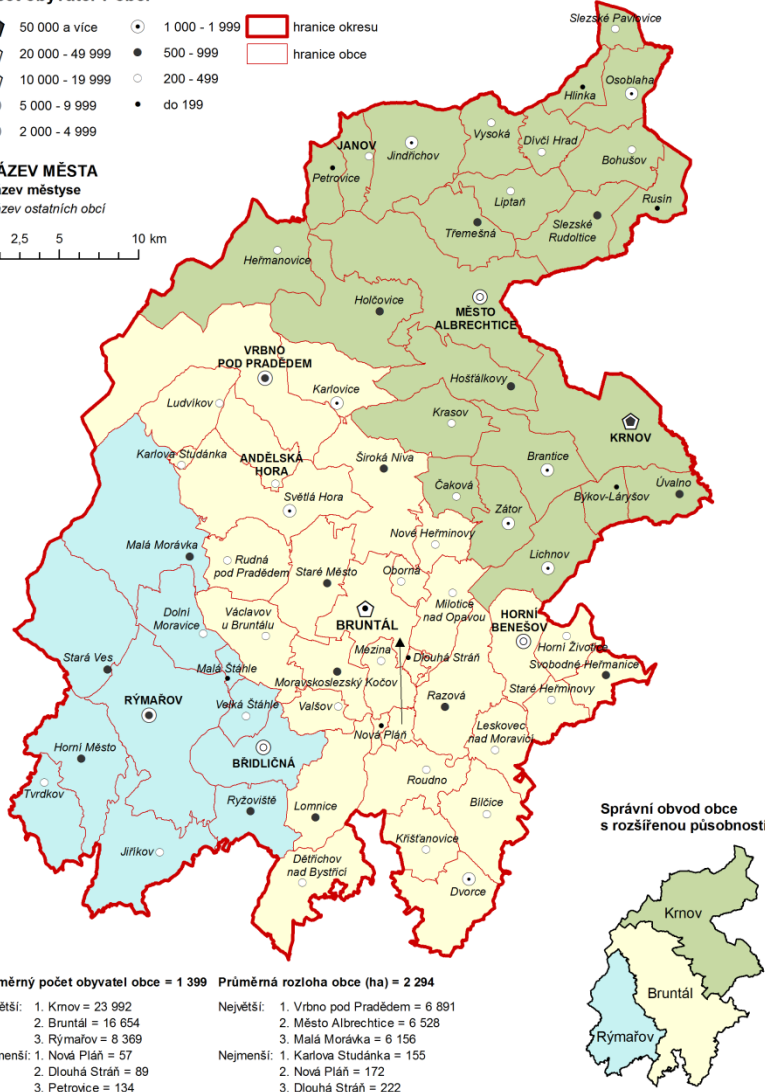 50 000 a více
20 000 - 49 999
10 000 - 19 999
5 000 - 9 999
2 000 - 4 999
1 000 - 1 999
500 - 999
200 - 499
do 199
hranice okresu
hranice obce
ÁZEV MĚSTA
zev městyse
zev ostatních obcí
2,5 5 10 km
Slezské Pavlovice
Osoblaha
Hlinka
Vysoká
Dívčí Hrad
Bohušov
JANOV
Jindřichov
Petrovice
Liptaň
Rusín
Třemešná
Slezské
Rudoltice
Heřmanovice
Holčovice
MĚSTO
ALBRECHTICE
VRBNO
POD PRADĚDEM
Hošťálkovy
Karlovice
Ludvíkov
Krasov
KRNOV
Karlova Studánka
ANDĚLSKÁ
HORA
Široká Niva
Brantice
Čaková
Býkov-Láryšov
Úvalno
Světlá Hora
Zátor
Malá Morávka
Nové Heřminovy
Lichnov
Rudná
pod Pradědem
Staré Město
Oborná
Dolní
Moravice
Václavov
u Bruntálu
BRUNTÁL
Milotice
nad Opavou
HORNÍ
BENEŠOV
Horní Životice
Stará Ves
Malá Štáhle
Mezina
Dlouhá Stráň
Svobodné Heřmanice
Moravskoslezský Kočov
Staré Heřminovy
RÝMAŘOV
Velká Štáhle
Valšov
Razová
Nová Pláň
Leskovec
nad Moravicí
Horní Město
BŘIDLIČNÁ
Roudno
Tvrdkov
Ryžoviště
Lomnice
Bílčice
Jiříkov
Křišťanovice
Dětřichov
nad Bystřicí
Dvorce
Správní obvod obce
s rozšířenou působností
Krnov
Bruntál
Rýmařov
měrný počet obyvatel obce = 1 399
ětší: 1. Krnov = 23 992
2. Bruntál = 16 654
3. Rýmařov = 8 369
menší: 1. Nová Pláň = 57
2. Dlouhá Stráň = 89
3. Petrovice = 134
Průměrná rozloha obce (ha) = 2 294
Největší: 1. Vrbno pod Pradědem = 6 891
2. Město Albrechtice = 6 528
3. Malá Morávka = 6 156
Nejmenší: 1. Karlova Studánka = 155
2. Nová Pláň = 172
3. Dlouhá Stráň = 222